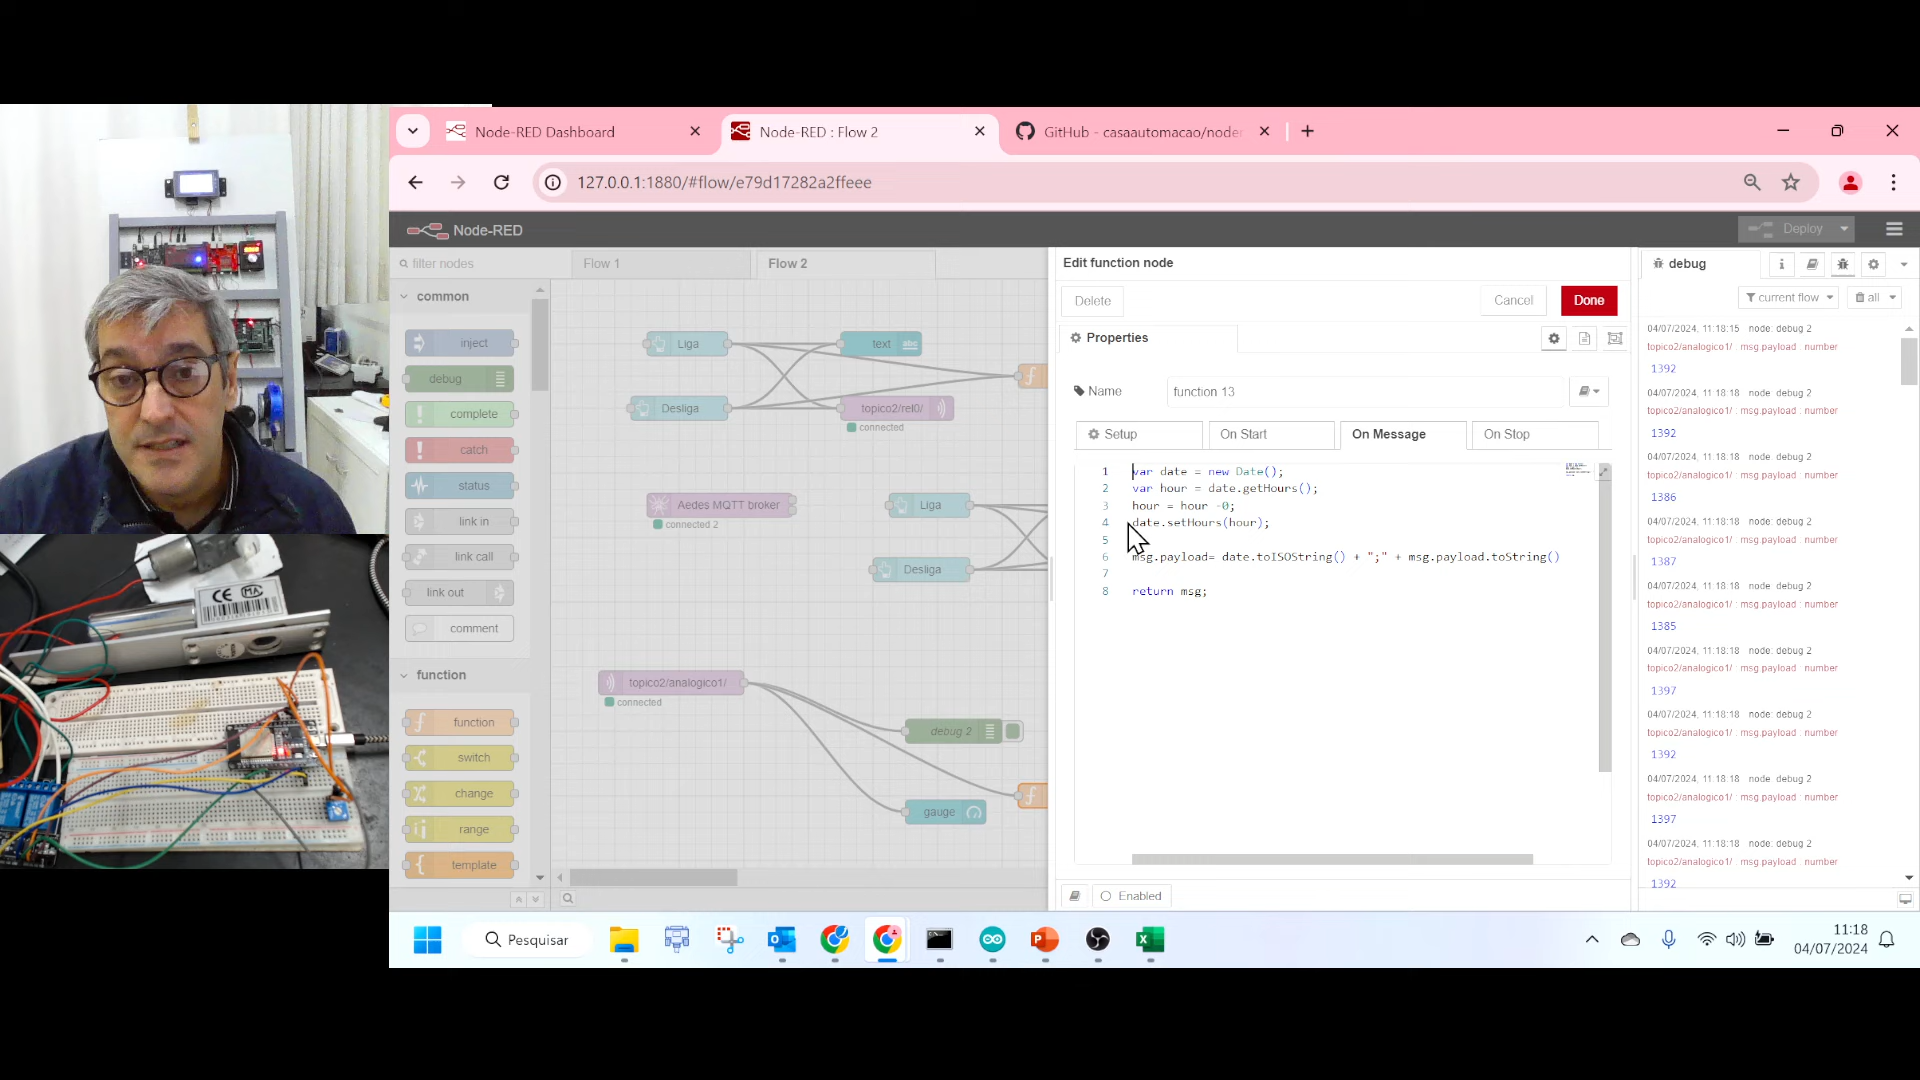 Node-RED Dashboard
Node-RED : Flow 2
GitHub - casaautomacao/noder
127.0.0.1:1880/#flow/e79d17282a2ffeee
Node-RED
Deploy
filter nodes
Flow 1
Flow 2
common
inject
debug
complete
catch
status
link in
link call
link out
comment
function
function
switch
change
range
template
Liga
text
abc
Desliga
topico2/rel0/
connected
Aedes MQTT broker
connected 2
Liga
Desliga
topico2/analogico1/
connected
debug 2
gauge
Edit function node
Delete
Cancel
Done
Properties
Name
function 13
Setup
On Start
On Message
On Stop
1 var date = new Date();
2 var hour = date.getHours();
3 hour = hour -0;
4 date.setHours(hour);
5
6 msg.payload= date.toISOString() + ";" + msg.payload.toString()
7
8 return msg;
Enabled
debug
current flow
all
04/07/2024, 11:18:15 node: debug 2
topico2/analogico1/ : msg.payload : number
1392
04/07/2024, 11:18:18 node: debug 2
topico2/analogico1/ : msg.payload : number
1392
04/07/2024, 11:18:18 node: debug 2
topico2/analogico1/ : msg.payload : number
1386
04/07/2024, 11:18:18 node: debug 2
topico2/analogico1/ : msg.payload : number
1387
04/07/2024, 11:18:18 node: debug 2
topico2/analogico1/ : msg.payload : number
1385
04/07/2024, 11:18:18 node: debug 2
topico2/analogico1/ : msg.payload : number
1397
04/07/2024, 11:18:18 node: debug 2
topico2/analogico1/ : msg.payload : number
1392
04/07/2024, 11:18:18 node: debug 2
topico2/analogico1/ : msg.payload : number
1397
04/07/2024, 11:18:18 node: debug 2
topico2/analogico1/ : msg.payload : number
1392
CE
MA
Pesquisar
11:18
04/07/2024